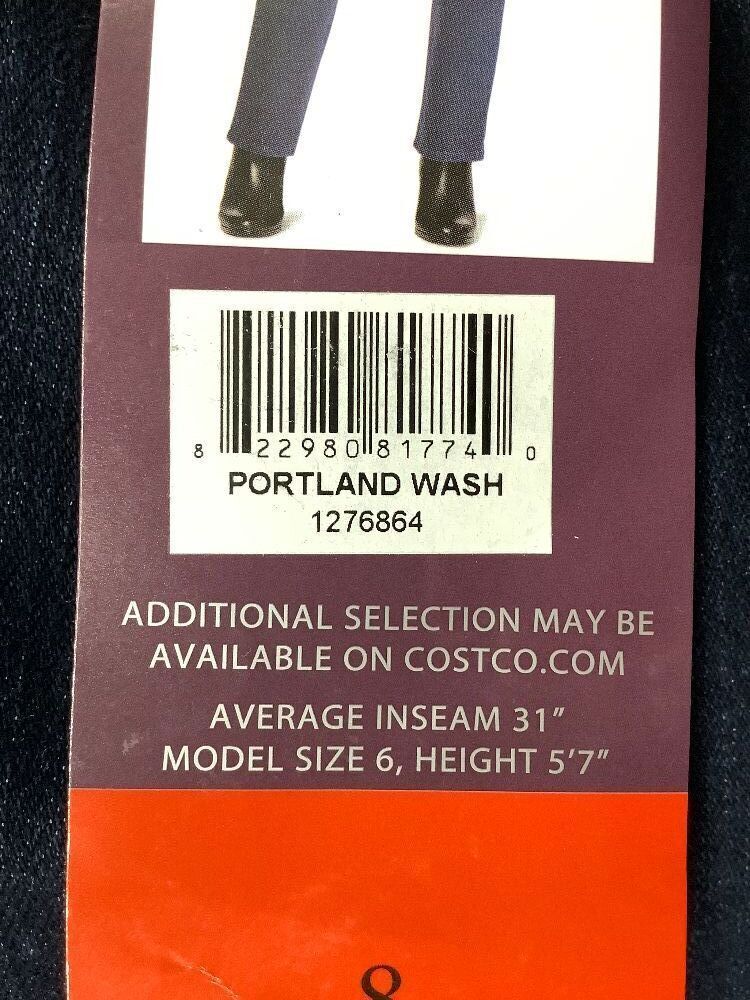 8 22980 81774 0
PORTLAND WASH
1276864
ADDITIONAL SELECTION MAY BE
AVAILABLE ON COSTCO.COM
AVERAGE INSEAM 31"
MODEL SIZE 6, HEIGHT 5'7"
8